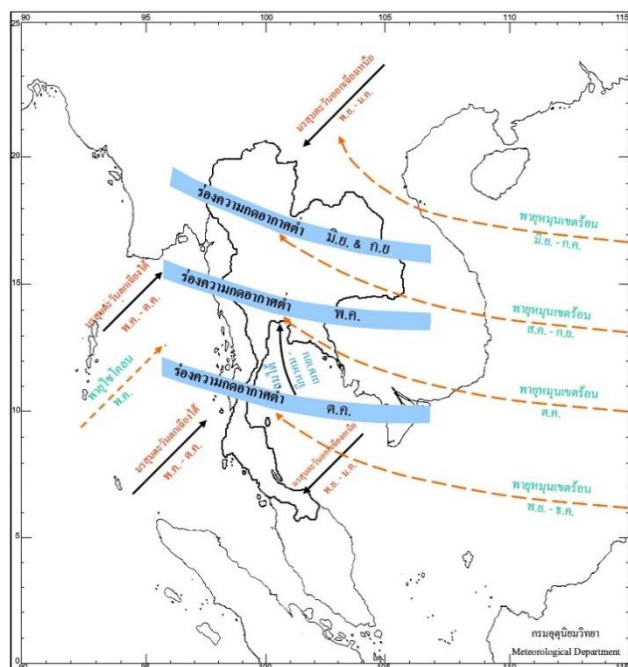 90 95 100 105 110 115
25
มรสุมตะวันออกเฉียงเหนือ
พ.ย. - ม.ค.
20
ร่องความกดอากาศต่ำ มิ.ย. & ก.ย
พายุหมุนเขตร้อน
มิ.ย. - ก.ค.
15
มรสุมตะวันตกเฉียงใต้
พ.ค. - ต.ค.
ร่องความกดอากาศต่ำ พ.ค.
พายุหมุนเขตร้อน
ส.ค. - ก.ย.
พายุไซโคลน
พ.ค.
ร่องความกดอากาศต่ำ ต.ค.
10
พายุหมุนเขตร้อน
ต.ค.
มรสุมตะวันตกเฉียงใต้
พ.ค. - ต.ค.
มรสุมตะวันออกเฉียงเหนือ
พ.ย. - ม.ค.
พายุหมุนเขตร้อน
พ.ย. - ธ.ค.
5
กรมอุตุนิยมวิทยา
Meteorological Department
0
90 95 100 105 110 115